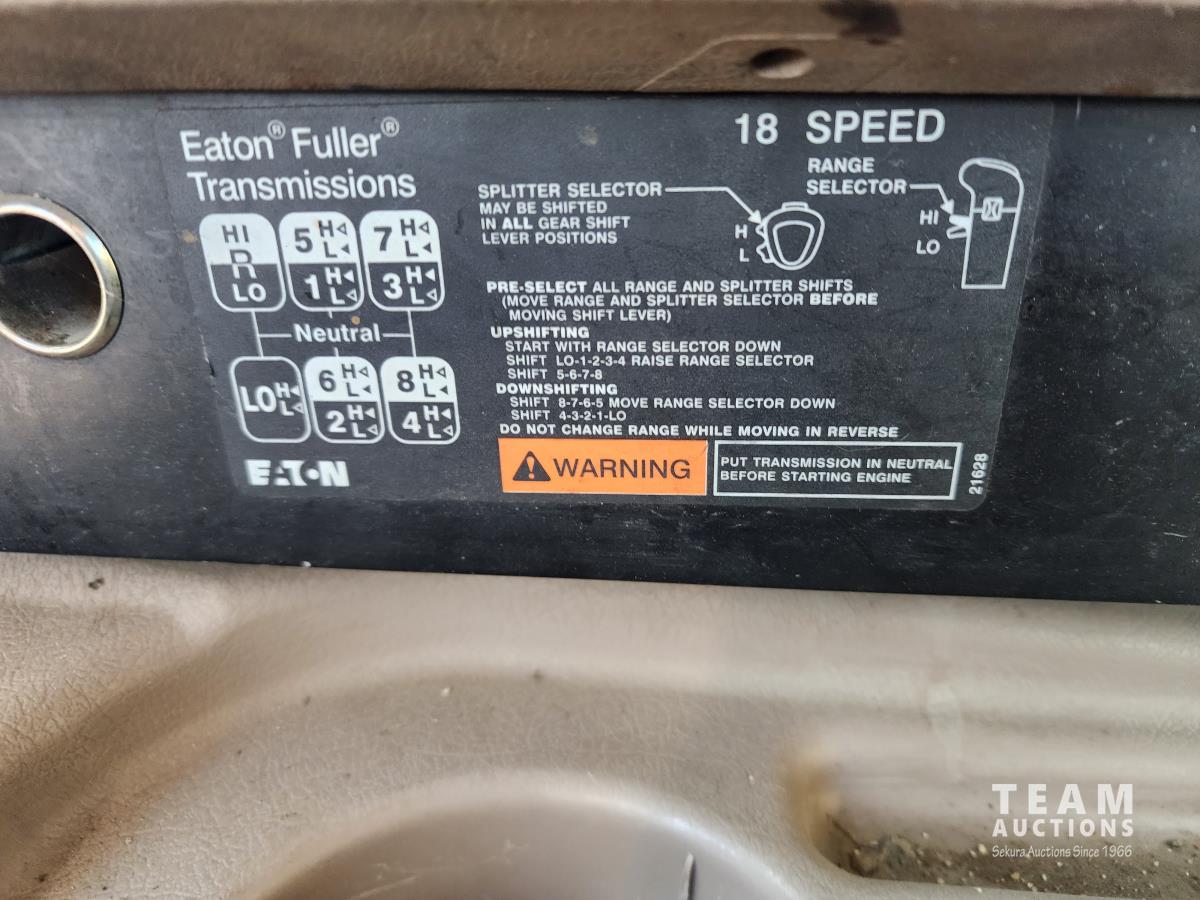 Eaton® Fuller®
Transmissions
18 SPEED
SPLITTER SELECTOR
MAY BE SHIFTED
IN ALL GEAR SHIFT
LEVER POSITIONS
H
L
RANGE
SELECTOR
HI
LO
HI
R
LO
5 H L
1 H L
7 H L
3 H L
Neutral
LO H L
6 H L
2 H L
8 H L
4 H L
PRE-SELECT ALL RANGE AND SPLITTER SHIFTS
(MOVE RANGE AND SPLITTER SELECTOR BEFORE
MOVING SHIFT LEVER)
UPSHIFTING
START WITH RANGE SELECTOR DOWN
SHIFT LO-1-2-3-4 RAISE RANGE SELECTOR
SHIFT 5-6-7-8
DOWNSHIFTING
SHIFT 8-7-6-5 MOVE RANGE SELECTOR DOWN
SHIFT 4-3-2-1-LO
DO NOT CHANGE RANGE WHILE MOVING IN REVERSE
EATON
WARNING
PUT TRANSMISSION IN NEUTRAL
BEFORE STARTING ENGINE
21628
TEAM
AUCTIONS
Sekura Auctions Since 1966